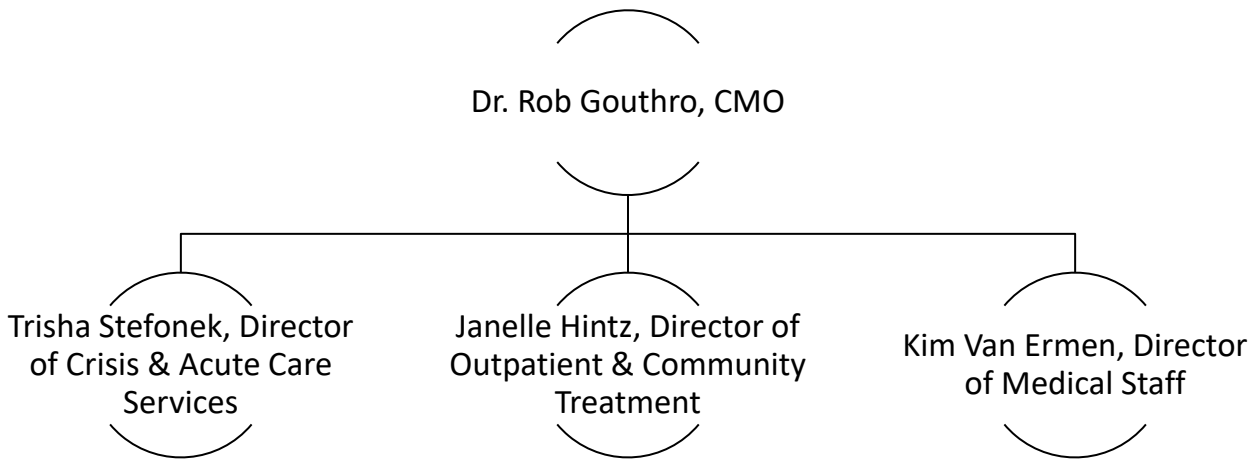 Dr. Rob Gouthro, CMO
Trisha Stefonek, Director
of Crisis & Acute Care
Services
Janelle Hintz, Director of
Outpatient & Community
Treatment
Kim Van Ermen, Director
of Medical Staff